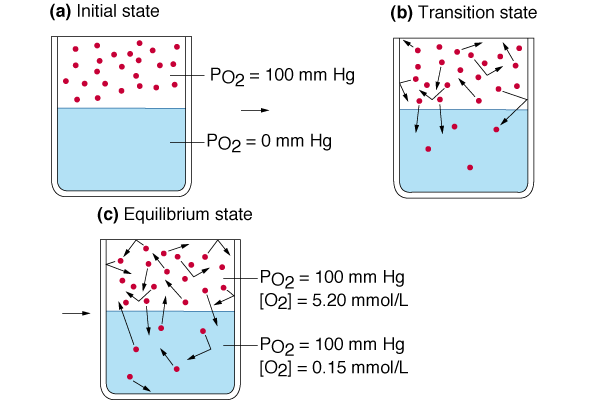 (a) Initial state
PO2 = 100 mm Hg
PO2 = 0 mm Hg
(b) Transition state
(c) Equilibrium state
PO2 = 100 mm Hg
[O2] = 5.20 mmol/L
PO2 = 100 mm Hg
[O2] = 0.15 mmol/L